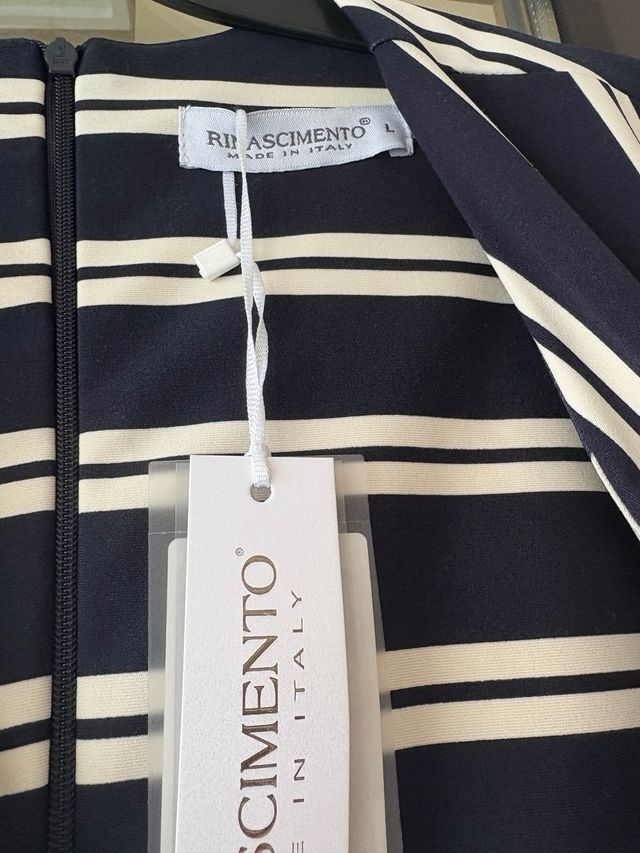 RINASCIMENTO®
MADE IN ITALY
L
SCIMENTO®
E IN ITALY